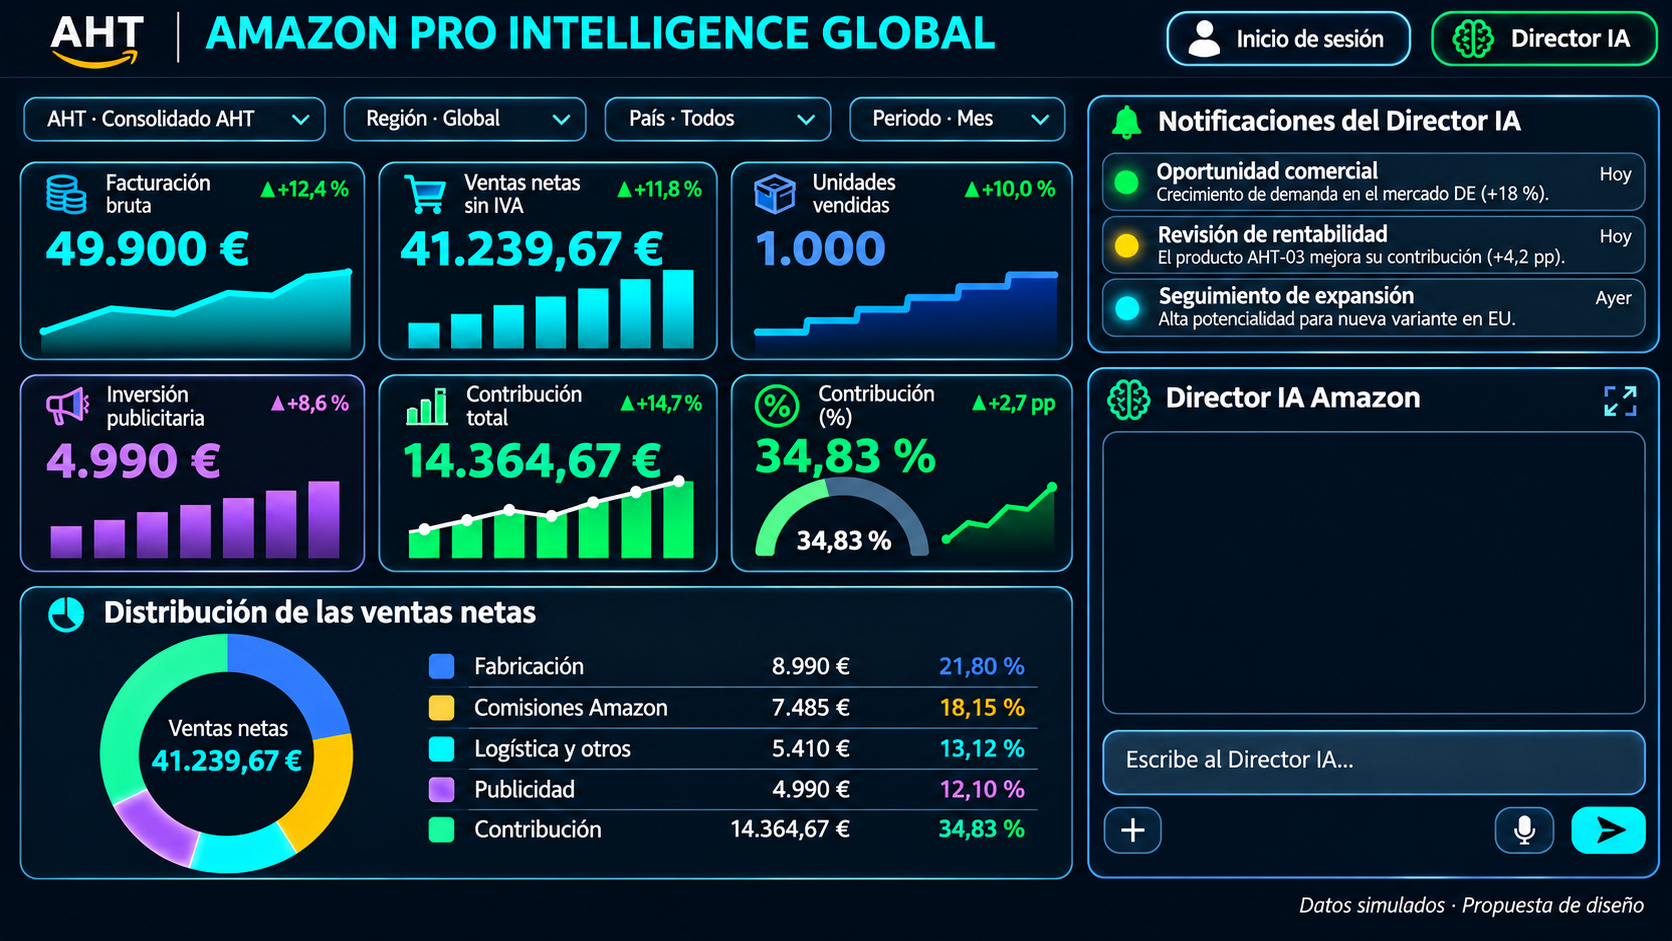 AHT
AMAZON PRO INTELLIGENCE GLOBAL
Inicio de sesión
Director IA
AHT · Consolidado AHT
Región · Global
País · Todos
Periodo · Mes
Facturación
bruta
▲+12,4 %
49.900 €
Ventas netas
sin IVA
▲+11,8 %
41.239,67 €
Unidades
vendidas
▲+10,0 %
1.000
Inversión
publicitaria
▲+8,6 %
4.990 €
Contribución
total
▲+14,7 %
14.364,67 €
Contribución
(%)
▲+2,7 pp
34,83 %
34,83 %
Distribución de las ventas netas
Ventas netas
41.239,67 €
Fabricación 8.990 € 21,80 %
Comisiones Amazon 7.485 € 18,15 %
Logística y otros 5.410 € 13,12 %
Publicidad 4.990 € 12,10 %
Contribución 14.364,67 € 34,83 %
Notificaciones del Director IA
Oportunidad comercial Hoy
Crecimiento de demanda en el mercado DE (+18 %).
Revisión de rentabilidad Hoy
El producto AHT-03 mejora su contribución (+4,2 pp).
Seguimiento de expansión Ayer
Alta potencialidad para nueva variante en EU.
Director IA Amazon
Escribe al Director IA...
Datos simulados · Propuesta de diseño